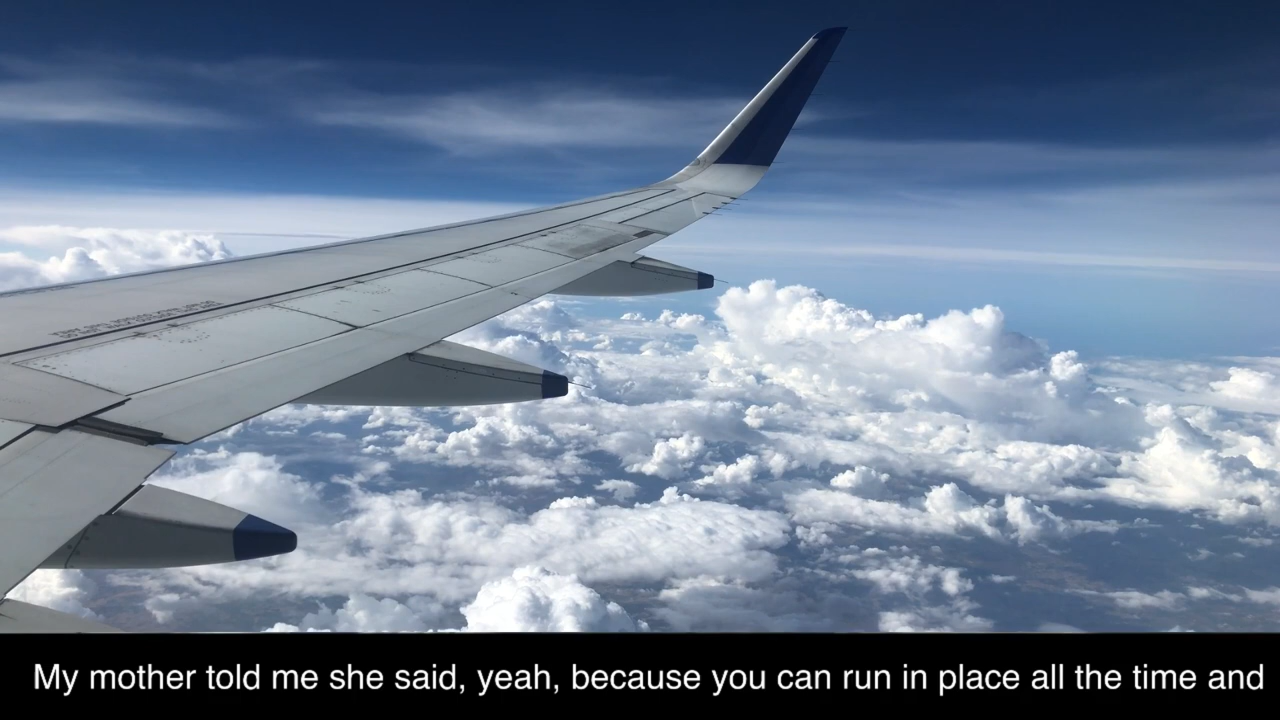 My mother told me she said, yeah, because you can run in place all the time and